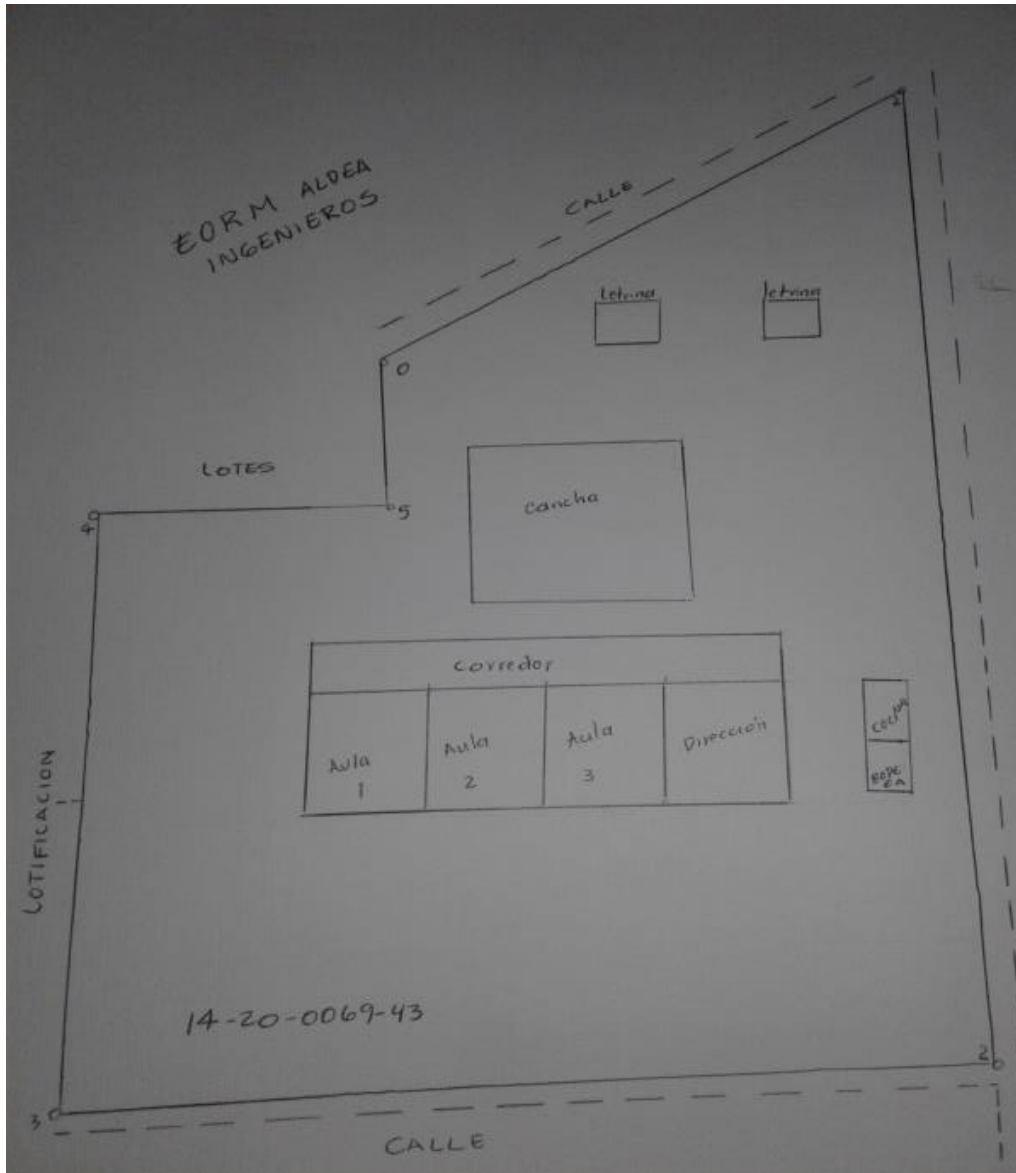 EORM ALDEA
INGENIEROS
CALLE
letrina
letrina
0
LOTES
4
5
cancha
corredor
Aula
1
Aula
2
Aula
3
Dirección
COCINA
LOTIFICACION
14-20-0069-43
2
3
CALLE